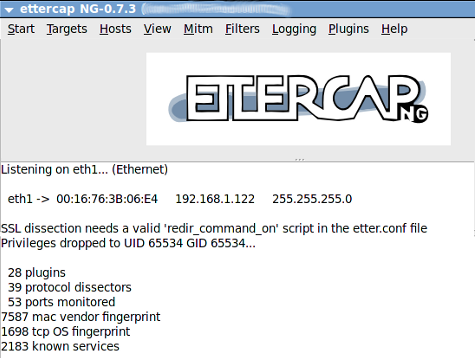 ettercap NG-0.7.3
Start Targets Hosts View Mitm Filters Logging Plugins Help
ETTERCAP NG
Listening on eth1... (Ethernet)
eth1 -> 00:16:76:3B:06:E4 192.168.1.122 255.255.255.0
SSL dissection needs a valid 'redir_command_on' script in the etter.conf file
Privileges dropped to UID 65534 GID 65534...
28 plugins
39 protocol dissectors
53 ports monitored
7587 mac vendor fingerprint
1698 tcp OS fingerprint
2183 known services